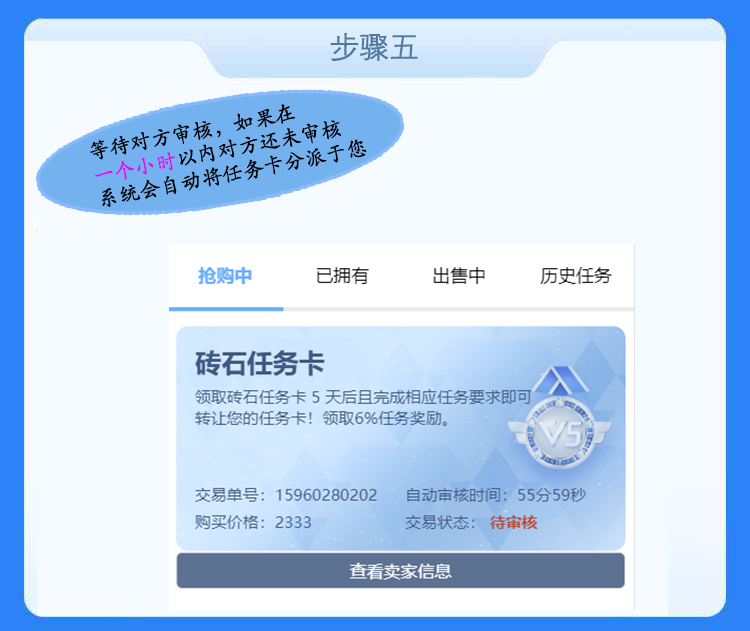 步骤五
等待对方审核，如果在
一个小时以内对方还未审核
系统会自动将任务卡分派于您
抢购中 已拥有 出售中 历史任务
砖石任务卡
领取砖石任务卡 5 天后且完成相应任务要求即可
转让您的任务卡！领取6%任务奖励。
V5
交易单号：15960280202 自动审核时间：55分59秒
购买价格：2333 交易状态：待审核
查看卖家信息